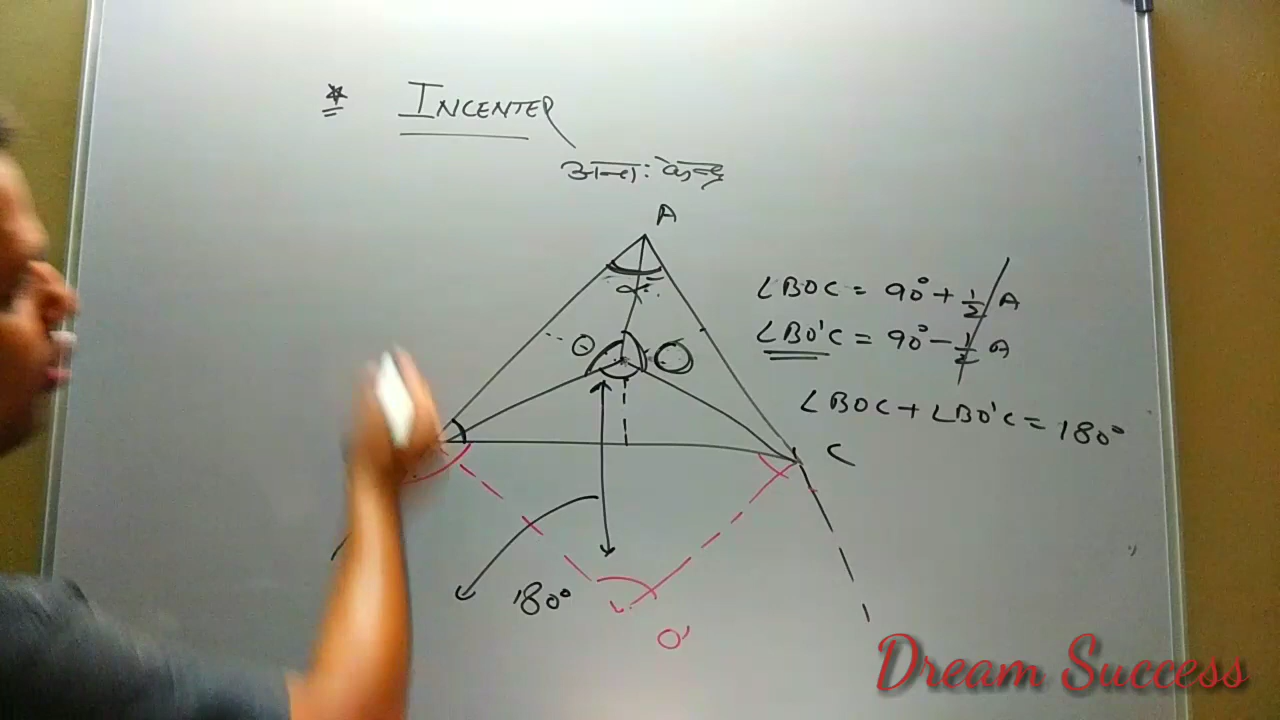 * INCENTER
अन्तः केन्द्र
A
α
O
∠BOC = 90° + 1/2 A
∠BO'C = 90° - 1/2 A
∠BOC + ∠BO'C = 180°
C
180°
O'
Dream Success